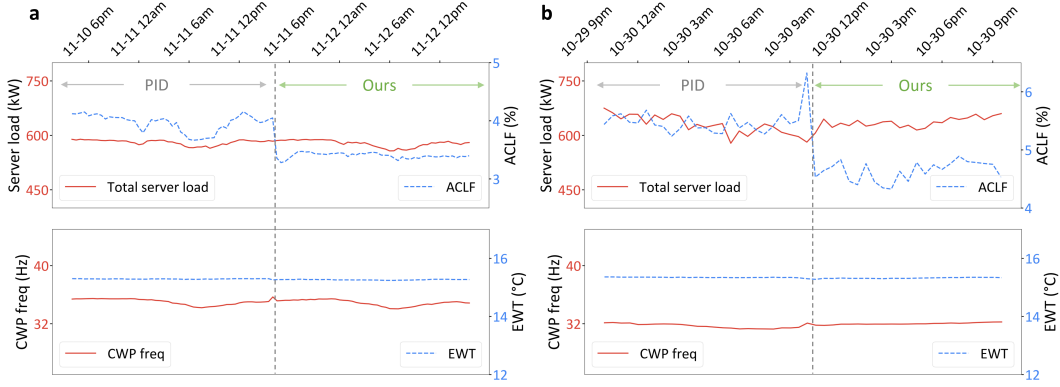 a
11-10 6pm
11-11 12am
11-11 6am
11-11 12pm
11-11 6pm
11-12 12am
11-12 6am
11-12 12pm
Server load (kW)
750
600
450
PID
Ours
5
4
3
ACLF (%)
Total server load
ACLF
CWP freq (Hz)
40
32
16
14
12
EWT (°C)
CWP freq
EWT
b
10-29 9pm
10-30 12am
10-30 3am
10-30 6am
10-30 9am
10-30 12pm
10-30 3pm
10-30 6pm
10-30 9pm
Server load (kW)
750
600
450
PID
Ours
6
5
4
ACLF (%)
Total server load
ACLF
CWP freq (Hz)
40
32
16
14
12
EWT (°C)
CWP freq
EWT